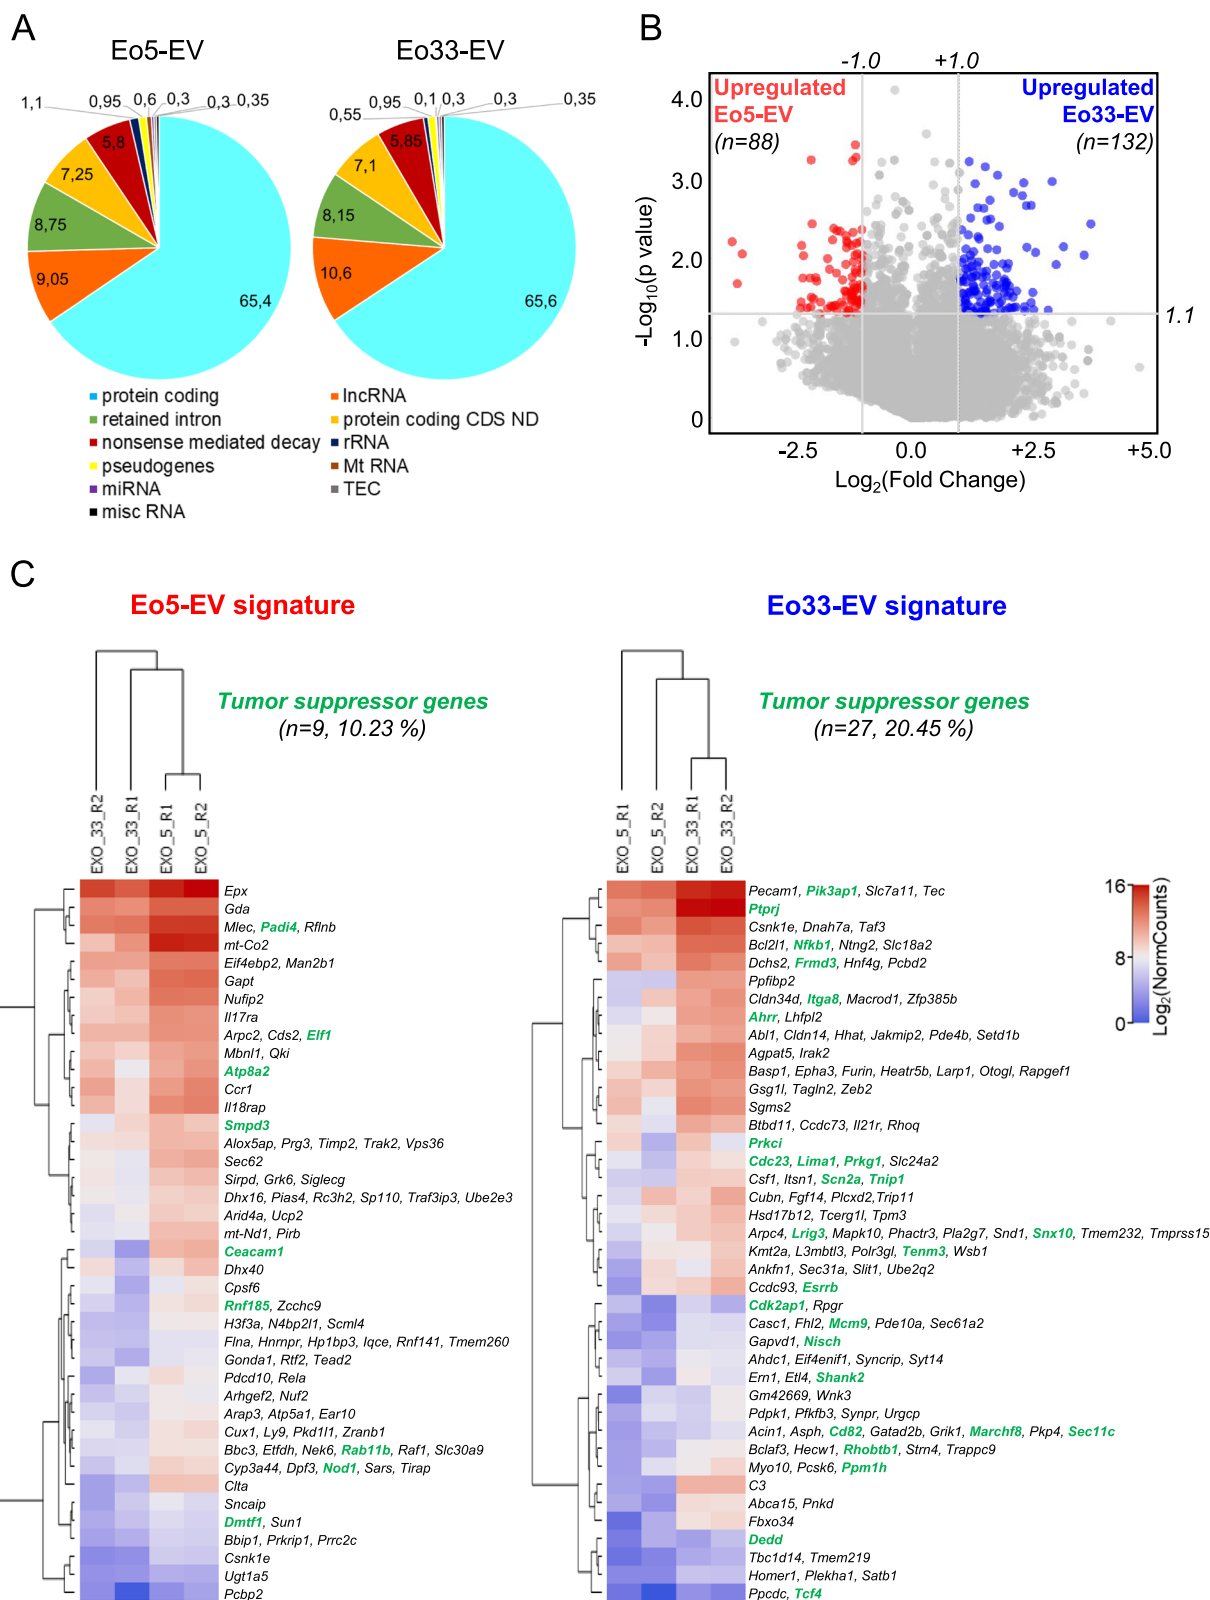 A
Eo5-EV
Eo33-EV
1,1
0,95
0,6
0,3
0,3
0,35
5,8
7,25
8,75
9,05
65,4
0,55
0,95
0,1
0,3
0,3
0,35
5,85
7,1
8,15
10,6
65,6
protein coding
lncRNA
retained intron
protein coding CDS ND
nonsense mediated decay
rRNA
pseudogenes
Mt RNA
miRNA
TEC
misc RNA
B
-1.0
+1.0
Upregulated
Eo5-EV
(n=88)
Upregulated
Eo33-EV
(n=132)
4.0
3.0
2.0
1.0
0
1.1
-Log10(p value)
-2.5
0.0
+2.5
+5.0
Log2(Fold Change)
C
Eo5-EV signature
Tumor suppressor genes
(n=9, 10.23 %)
EXO_33_R2
EXO_33_R1
EXO_5_R1
EXO_5_R2
Epx
Gda
Mlec, Padi4, Rflnb
mt-Co2
Eif4ebp2, Man2b1
Gapt
Nufip2
Il17ra
Arpc2, Cds2, Elf1
Mbnl1, Qki
Atp8a2
Ccr1
Il18rap
Smpd3
Alox5ap, Prg3, Timp2, Trak2, Vps36
Sec62
Sirpd, Grk6, Siglecg
Dhx16, Pias4, Rc3h2, Sp110, Traf3ip3, Ube2e3
Arid4a, Ucp2
mt-Nd1, Pirb
Ceacam1
Dhx40
Cpsf6
Rnf185, Zcchc9
H3f3a, N4bp2l1, Scml4
Flna, Hnrnpr, Hp1bp3, Iqce, Rnf141, Tmem260
Gonda1, Rtf2, Tead2
Pdcd10, Rela
Arhgef2, Nuf2
Arap3, Atp5a1, Ear10
Cux1, Ly9, Pkd1l1, Zranb1
Bbc3, Etfdh, Nek6, Rab11b, Raf1, Slc30a9
Cyp3a44, Dpf3, Nod1, Sars, Tirap
Clta
Sncaip
Dmtf1, Sun1
Bbip1, Prkrip1, Prrc2c
Csnk1e
Ugt1a5
Pcbp2
Eo33-EV signature
Tumor suppressor genes
(n=27, 20.45 %)
EXO_5_R1
EXO_5_R2
EXO_33_R1
EXO_33_R2
Pecam1, Pik3ap1, Slc7a11, Tec
Ptprj
Csnk1e, Dnah7a, Taf3
Bcl2l1, Nfkb1, Ntng2, Slc18a2
Dchs2, Frmd3, Hnf4g, Pcbd2
Ppfibp2
Cldn34d, Itga8, Macrod1, Zfp385b
Ahrr, Lhfpl2
Abl1, Cldn14, Hhat, Jakmip2, Pde4b, Setd1b
Agpat5, Irak2
Basp1, Epha3, Furin, Heatr5b, Larp1, Otogl, Rapgef1
Gsg1l, Tagln2, Zeb2
Sgms2
Btbd11, Ccdc73, Il21r, Rhoq
Prkci
Cdc23, Lima1, Prkg1, Slc24a2
Csf1, Itsn1, Scn2a, Tnip1
Cubn, Fgf14, Plcxd2,Trip11
Hsd17b12, Tcerg1l, Tpm3
Arpc4, Lrig3, Mapk10, Phactr3, Pla2g7, Snd1, Snx10, Tmem232, Tmprss15
Kmt2a, L3mbtl3, Polr3gl, Tenm3, Wsb1
Ankfn1, Sec31a, Slit1, Ube2q2
Ccdc93, Esrrb
Cdk2ap1, Rpgr
Casc1, Fhl2, Mcm9, Pde10a, Sec61a2
Gapvd1, Nisch
Ahdc1, Eif4enif1, Syncrip, Syt14
Ern1, Etl4, Shank2
Gm42669, Wnk3
Pdpk1, Pfkfb3, Synpr, Urgcp
Acin1, Asph, Cd82, Gatad2b, Grik1, Marchf8, Pkp4, Sec11c
Bclaf3, Hecw1, Rhobtb1, Strn4, Trappc9
Myo10, Pcsk6, Ppm1h
C3
Abca15, Pnkd
Fbxo34
Dedd
Tbc1d14, Tmem219
Homer1, Plekha1, Satb1
Ppcdc, Tcf4
16
8
0
Log2(NormCounts)